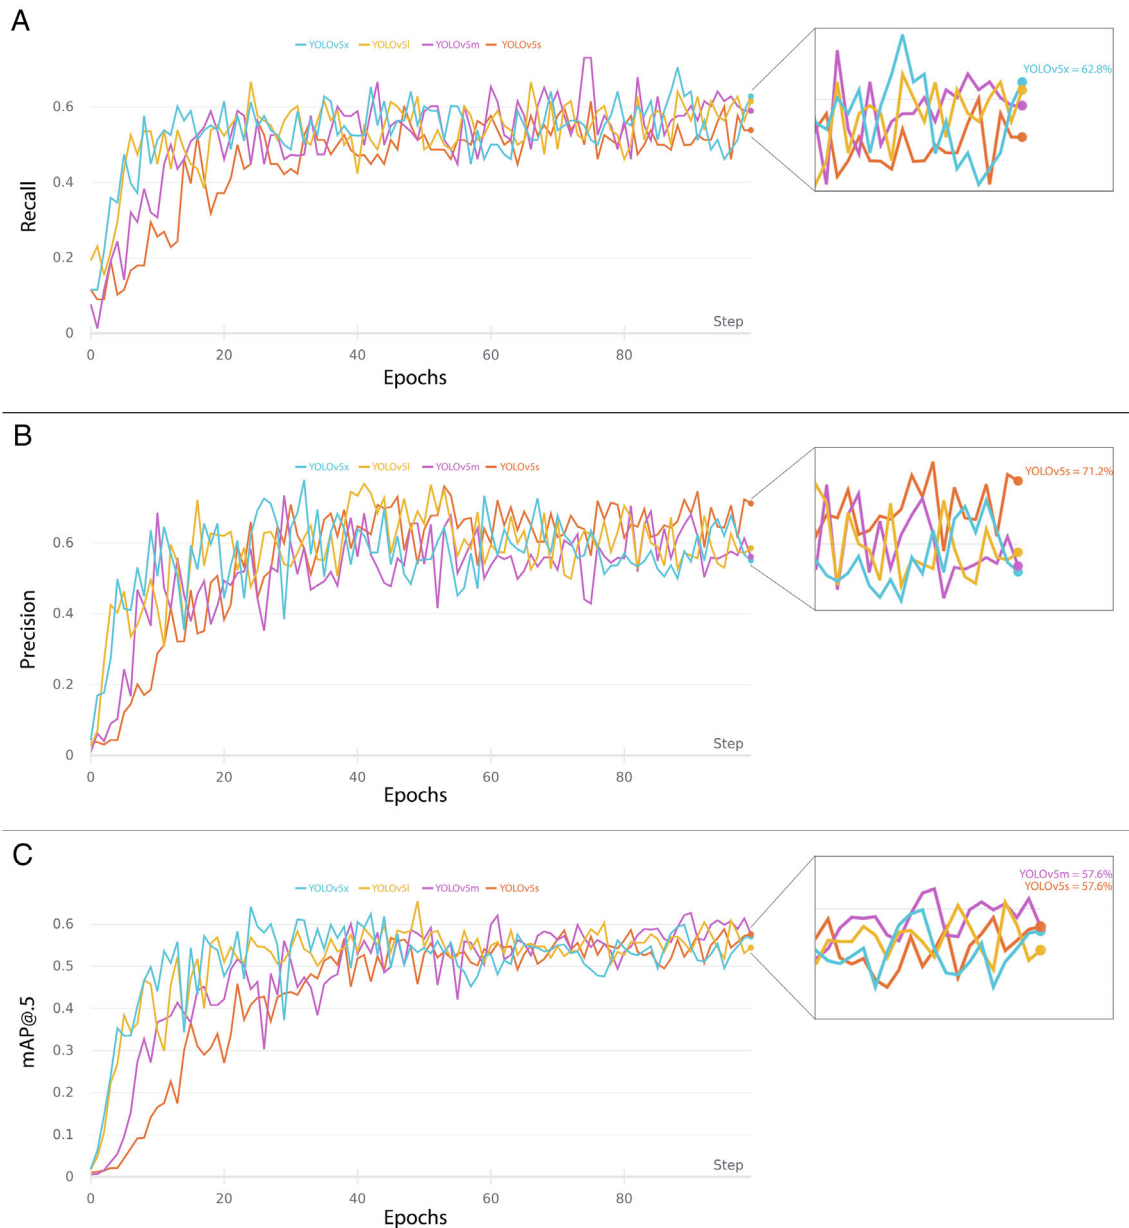 A
YOLOv5x YOLOv5l YOLOv5m YOLOv5s
YOLOv5x = 62.8%
0.6
0.4
0.2
0
Recall
Step
0 20 40 60 80
Epochs
B
YOLOv5x YOLOv5l YOLOv5m YOLOv5s
YOLOv5s = 71.2%
0.6
0.4
0.2
0
Precision
Step
0 20 40 60 80
Epochs
C
YOLOv5x YOLOv5l YOLOv5m YOLOv5s
YOLOv5m = 57.6%
YOLOv5s = 57.6%
0.6
0.5
0.4
0.3
0.2
0.1
0
mAP@.5
Step
0 20 40 60 80
Epochs